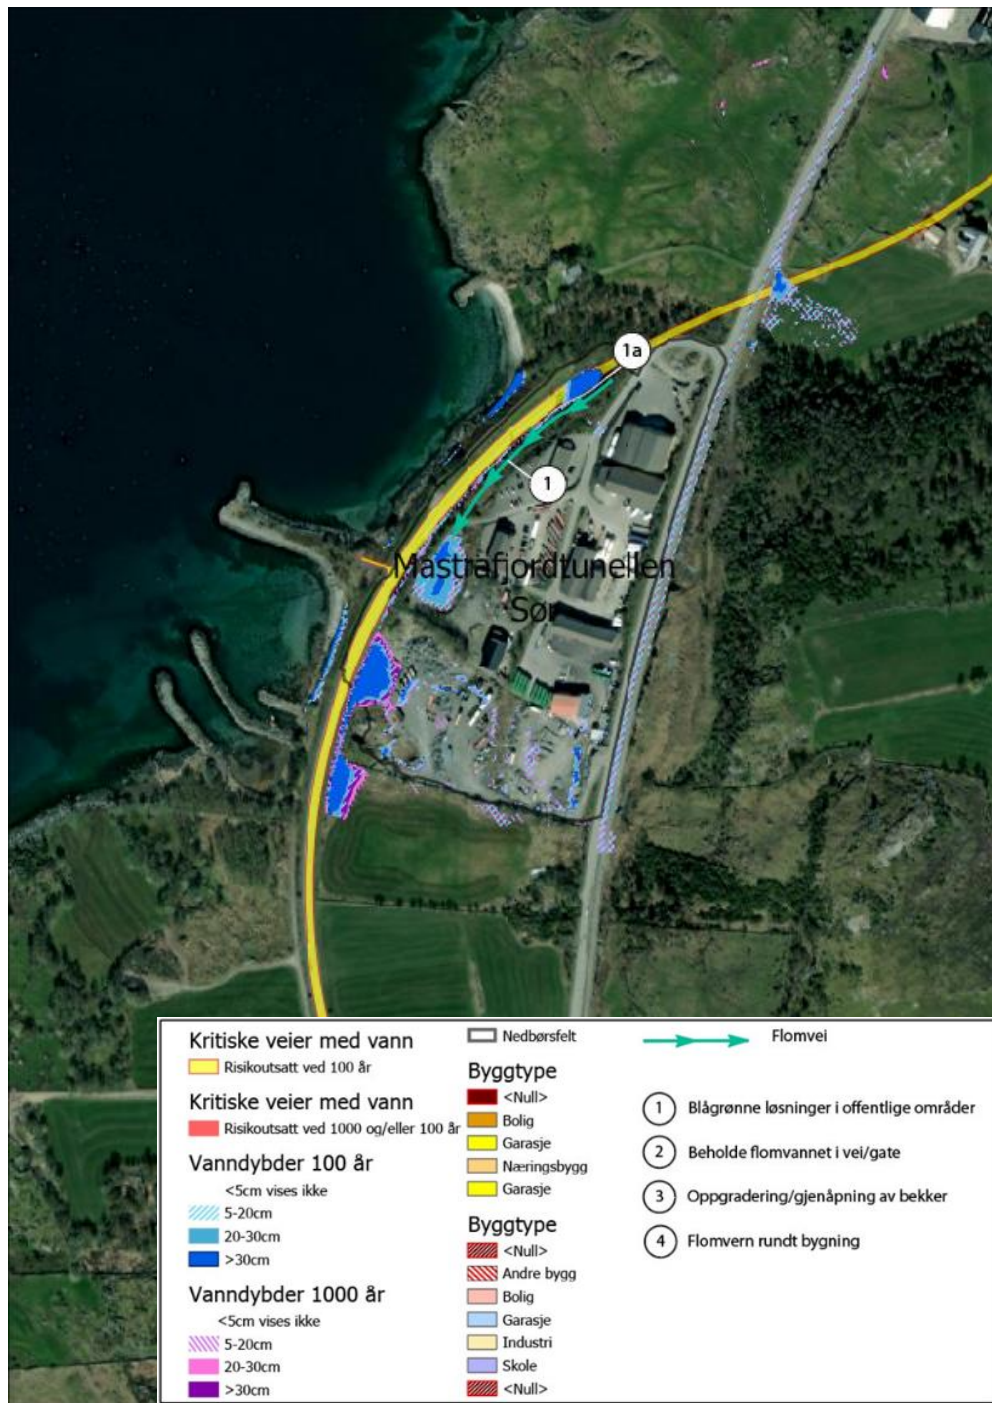 1a
1
Mastrafjordtunellen
Sør
Kritiske veier med vann
Risikoutsatt ved 100 år
Kritiske veier med vann
Risikoutsatt ved 1000 og/eller 100 år
Vanndybder 100 år
<5cm vises ikke
5-20cm
20-30cm
>30cm
Vanndybder 1000 år
<5cm vises ikke
5-20cm
20-30cm
>30cm
Nedbørsfelt
Byggtype
<Null>
Bolig
Garasje
Næringsbygg
Garasje
Byggtype
<Null>
Andre bygg
Bolig
Garasje
Industri
Skole
<Null>
Flomvei
1 Blågrønne løsninger i offentlige områder
2 Beholde flomvannet i vei/gate
3 Oppgradering/gjenåpning av bekker
4 Flomvern rundt bygning